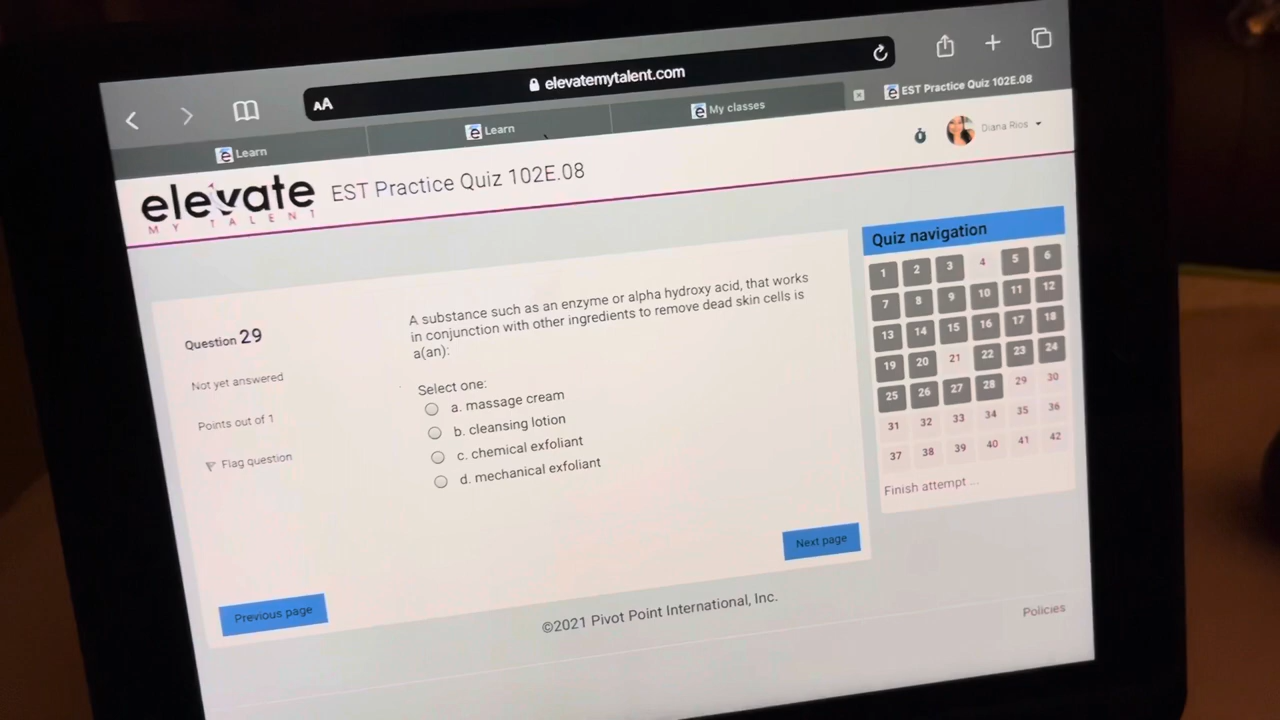 AA
elevatemytalent.com
Learn
Learn
My classes
EST Practice Quiz 102E.08
elevate
MY TALENT
EST Practice Quiz 102E.08
Diana Rios
Question 29
Not yet answered
Points out of 1
Flag question
A substance such as an enzyme or alpha hydroxy acid, that works
in conjunction with other ingredients to remove dead skin cells is
a(an):
Select one:
a. massage cream
b. cleansing lotion
c. chemical exfoliant
d. mechanical exfoliant
Previous page
Next page
Quiz navigation
1 2 3 4 5 6
7 8 9 10 11 12
13 14 15 16 17 18
19 20 21 22 23 24
25 26 27 28 29 30
31 32 33 34 35 36
37 38 39 40 41 42
Finish attempt ...
©2021 Pivot Point International, Inc.
Policies